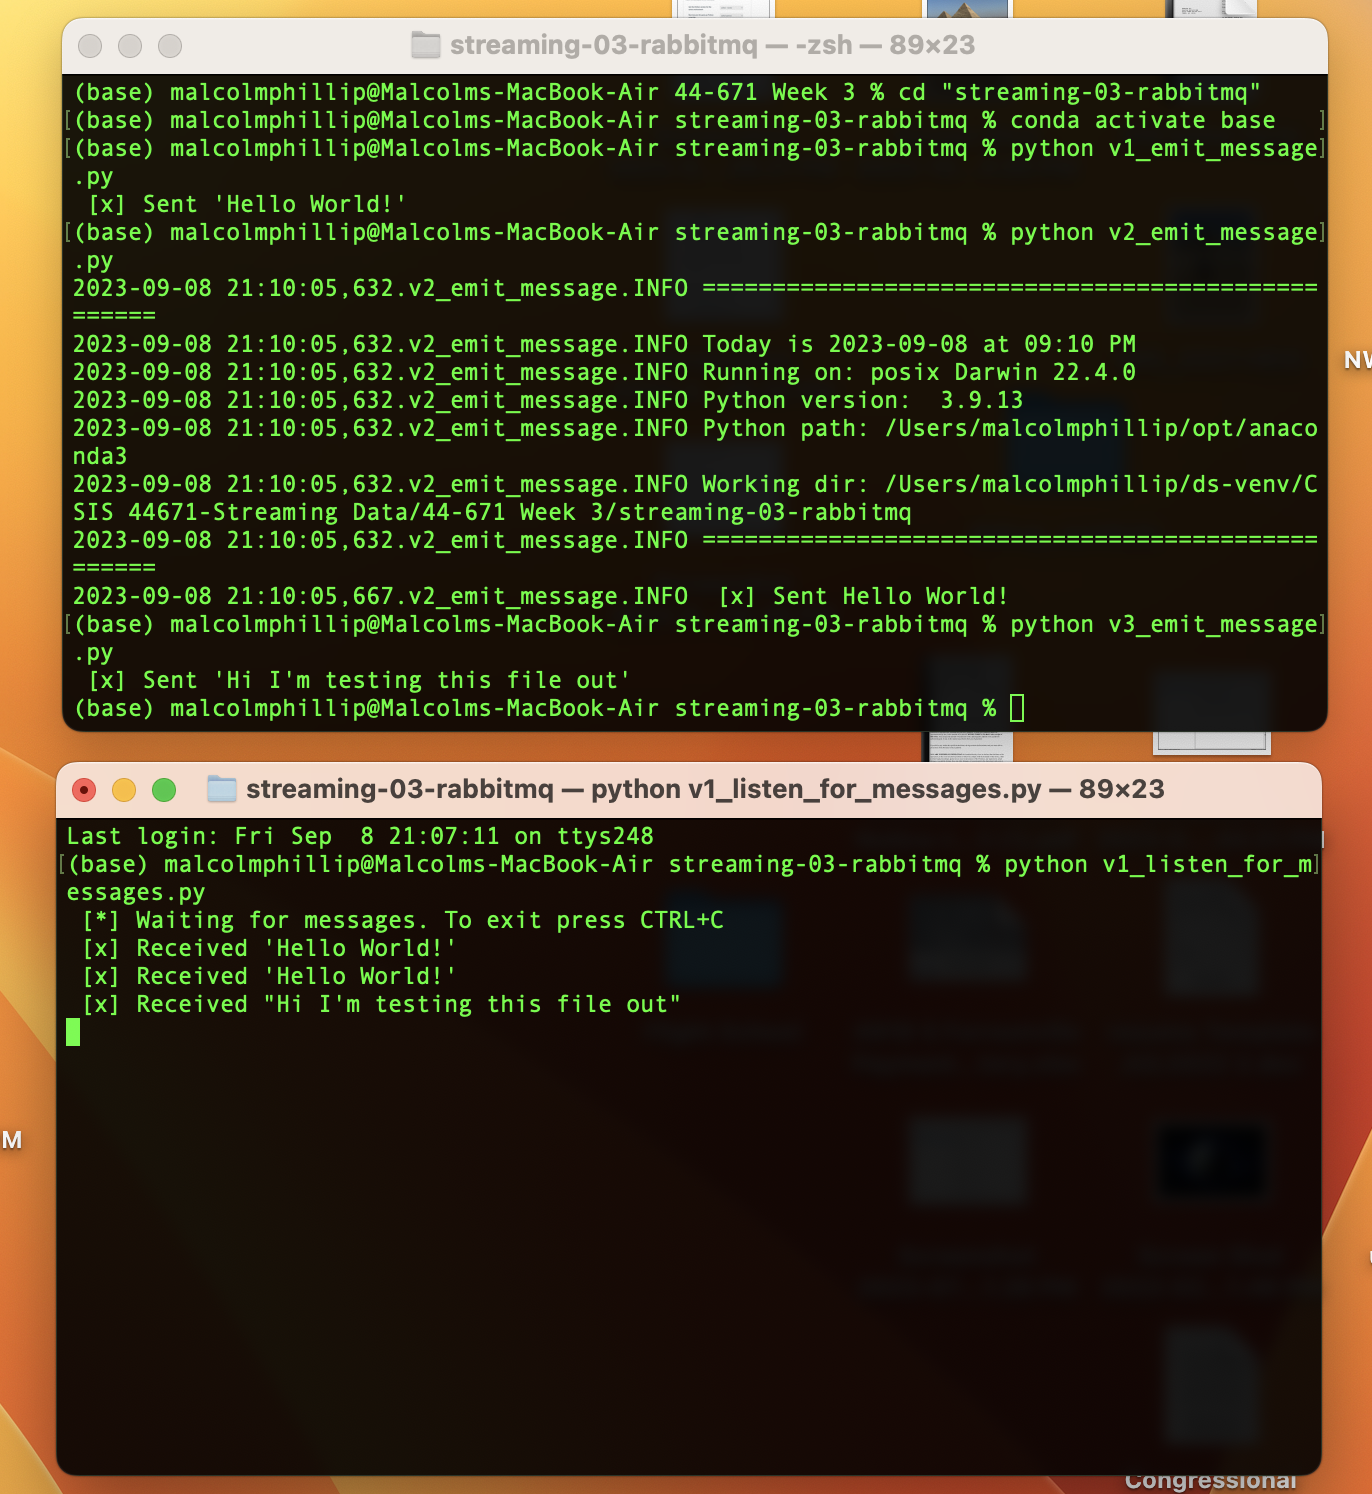 streaming-03-rabbitmq — -zsh — 89×23
(base) malcolmphillip@Malcolms-MacBook-Air 44-671 Week 3 % cd "streaming-03-rabbitmq"
[(base) malcolmphillip@Malcolms-MacBook-Air streaming-03-rabbitmq % conda activate base ]
[(base) malcolmphillip@Malcolms-MacBook-Air streaming-03-rabbitmq % python v1_emit_message]
.py
[x] Sent 'Hello World!'
[(base) malcolmphillip@Malcolms-MacBook-Air streaming-03-rabbitmq % python v2_emit_message]
.py
2023-09-08 21:10:05,632.v2_emit_message.INFO ============================================
======
2023-09-08 21:10:05,632.v2_emit_message.INFO Today is 2023-09-08 at 09:10 PM
2023-09-08 21:10:05,632.v2_emit_message.INFO Running on: posix Darwin 22.4.0
2023-09-08 21:10:05,632.v2_emit_message.INFO Python version:  3.9.13
2023-09-08 21:10:05,632.v2_emit_message.INFO Python path: /Users/malcolmphillip/opt/anaco
nda3
2023-09-08 21:10:05,632.v2_emit_message.INFO Working dir: /Users/malcolmphillip/ds-venv/C
SIS 44671-Streaming Data/44-671 Week 3/streaming-03-rabbitmq
2023-09-08 21:10:05,632.v2_emit_message.INFO ============================================
======
2023-09-08 21:10:05,667.v2_emit_message.INFO  [x] Sent Hello World!
[(base) malcolmphillip@Malcolms-MacBook-Air streaming-03-rabbitmq % python v3_emit_message]
.py
[x] Sent 'Hi I'm testing this file out'
(base) malcolmphillip@Malcolms-MacBook-Air streaming-03-rabbitmq %
streaming-03-rabbitmq — python v1_listen_for_messages.py — 89×23
Last login: Fri Sep  8 21:07:11 on ttys248
[(base) malcolmphillip@Malcolms-MacBook-Air streaming-03-rabbitmq % python v1_listen_for_m]
essages.py
[*] Waiting for messages. To exit press CTRL+C
[x] Received 'Hello World!'
[x] Received 'Hello World!'
[x] Received "Hi I'm testing this file out"
M
Congressional